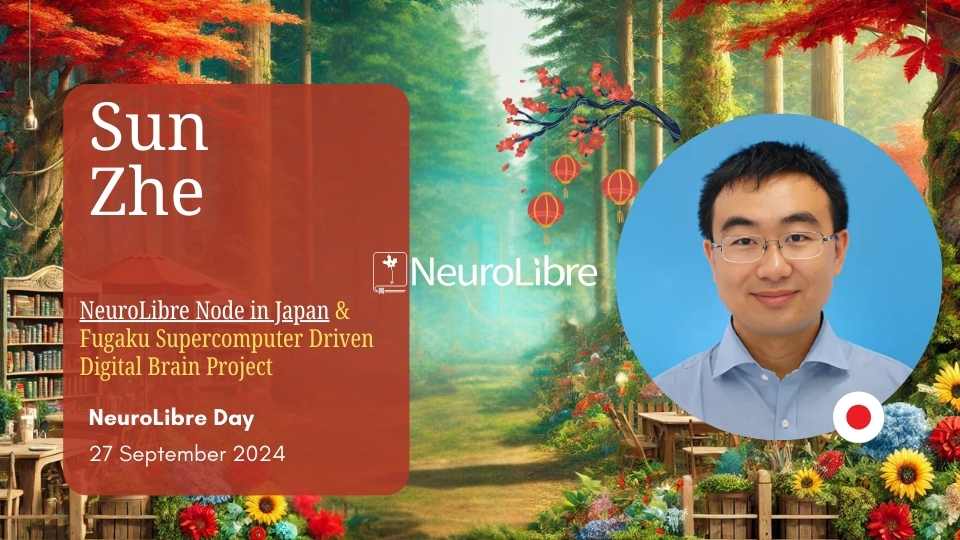 Sun
Zhe
NeuroLibre
NeuroLibre Node in Japan &
Fugaku Supercomputer Driven
Digital Brain Project
NeuroLibre Day
27 September 2024